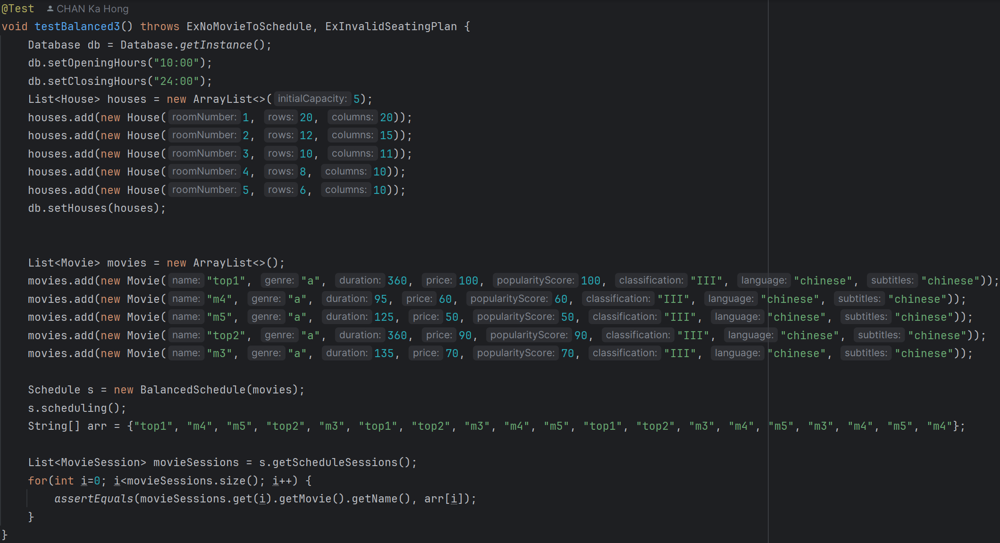 @Test CHAN Ka Hong
void testBalanced3() throws ExNoMovieToSchedule, ExInvalidSeatingPlan {
    Database db = Database.getInstance();
    db.setOpeningHours("10:00");
    db.setClosingHours("24:00");
    List<House> houses = new ArrayList<>( initialCapacity: 5);
    houses.add(new House( roomNumber: 1, rows: 20, columns: 20));
    houses.add(new House( roomNumber: 2, rows: 12, columns: 15));
    houses.add(new House( roomNumber: 3, rows: 10, columns: 11));
    houses.add(new House( roomNumber: 4, rows: 8, columns: 10));
    houses.add(new House( roomNumber: 5, rows: 6, columns: 10));
    db.setHouses(houses);
    List<Movie> movies = new ArrayList<>();
    movies.add(new Movie( name: "top1", genre: "a", duration: 360, price: 100, popularityScore: 100, classification: "III", language: "chinese", subtitles: "chinese"));
    movies.add(new Movie( name: "m4", genre: "a", duration: 95, price: 60, popularityScore: 60, classification: "III", language: "chinese", subtitles: "chinese"));
    movies.add(new Movie( name: "m5", genre: "a", duration: 125, price: 50, popularityScore: 50, classification: "III", language: "chinese", subtitles: "chinese"));
    movies.add(new Movie( name: "top2", genre: "a", duration: 360, price: 90, popularityScore: 90, classification: "III", language: "chinese", subtitles: "chinese"));
    movies.add(new Movie( name: "m3", genre: "a", duration: 135, price: 70, popularityScore: 70, classification: "III", language: "chinese", subtitles: "chinese"));
    Schedule s = new BalancedSchedule(movies);
    s.scheduling();
    String[] arr = {"top1", "m4", "m5", "top2", "m3", "top1", "top2", "m3", "m4", "m5", "top1", "top2", "m3", "m4", "m5", "m3", "m4", "m5", "m4"};
    List<MovieSession> movieSessions = s.getScheduleSessions();
    for(int i=0; i<movieSessions.size(); i++) {
        assertEquals(movieSessions.get(i).getMovie().getName(), arr[i]);
    }
}